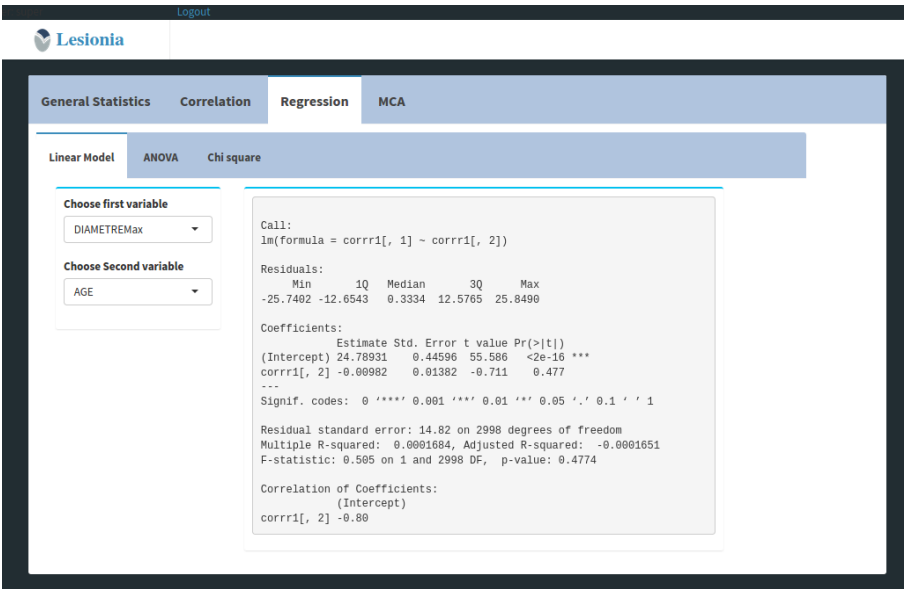 Logout
Lesionia
General Statistics Correlation Regression MCA
Linear Model ANOVA Chi square
Choose first variable
DIAMETREMax
Choose Second variable
AGE
Call:
lm(formula = corrr1[, 1] ~ corrr1[, 2])
Residuals:
Min 1Q Median 3Q Max
-25.7402 -12.6543 0.3334 12.5765 25.8490
Coefficients:
Estimate Std. Error t value Pr(>|t|)
(Intercept) 24.78931 0.44596 55.586 <2e-16 ***
corrr1[, 2] -0.00982 0.01382 -0.711 0.477
---
Signif. codes: 0 ‘***’ 0.001 ‘**’ 0.01 ‘*’ 0.05 ‘.’ 0.1 ‘ ’ 1
Residual standard error: 14.82 on 2998 degrees of freedom
Multiple R-squared: 0.0001684, Adjusted R-squared: -0.0001651
F-statistic: 0.505 on 1 and 2998 DF, p-value: 0.4774
Correlation of Coefficients:
(Intercept)
corrr1[, 2] -0.80